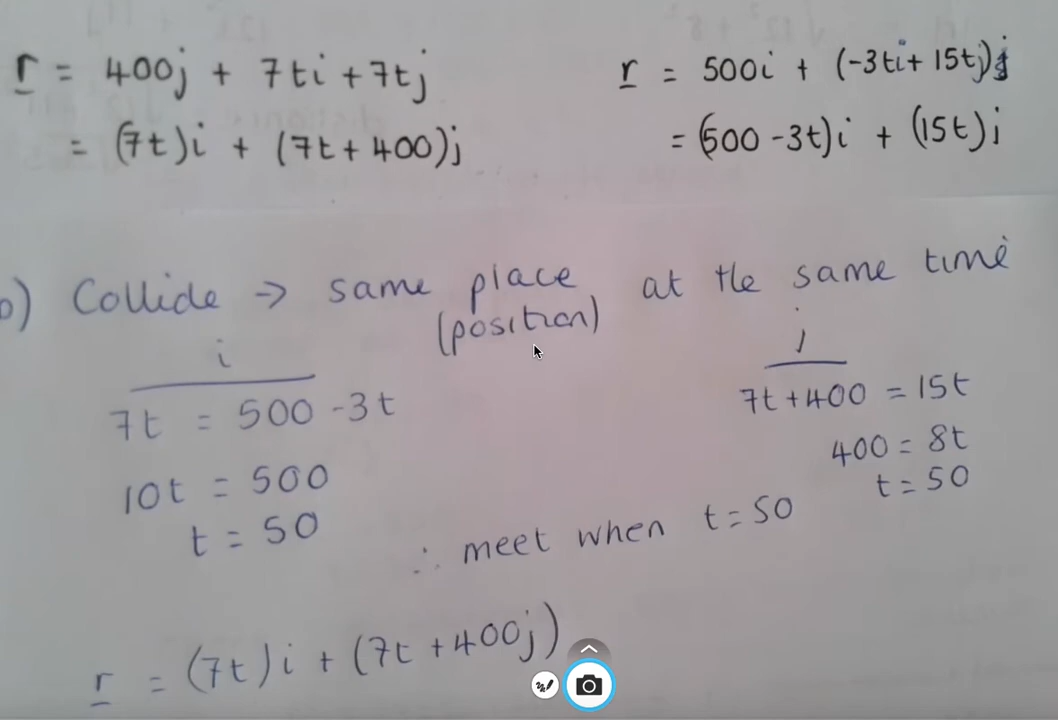 r = 400j + 7ti + 7tj
= (7t)i + (7t + 400)j
r = 500i + (-3ti + 15tj)j
= (500 - 3t)i + (15t)j
b) Collide → same place at the same time
(position)
i
7t = 500 - 3t
10t = 500
t = 50
j
7t + 400 = 15t
400 = 8t
t = 50
∴ meet when t = 50
r = (7t)i + (7t + 400j)